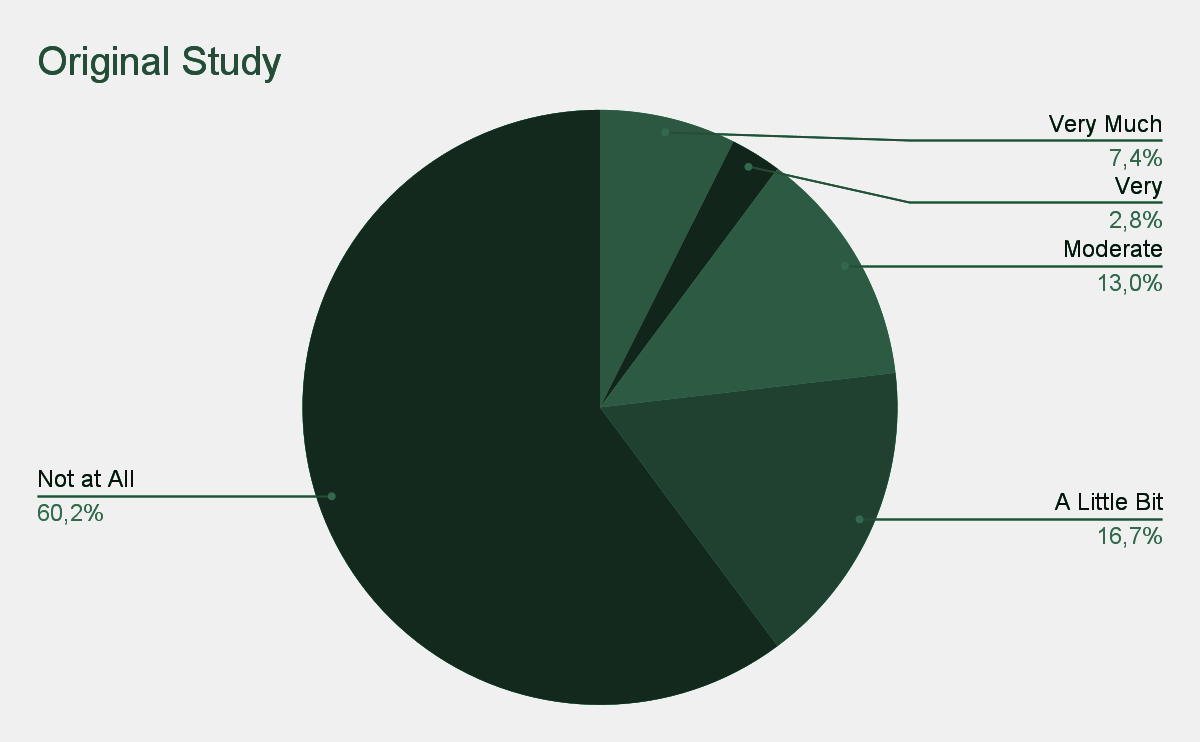 Original Study
Very Much
7,4%
Very
2,8%
Moderate
13,0%
Not at All
60,2%
A Little Bit
16,7%